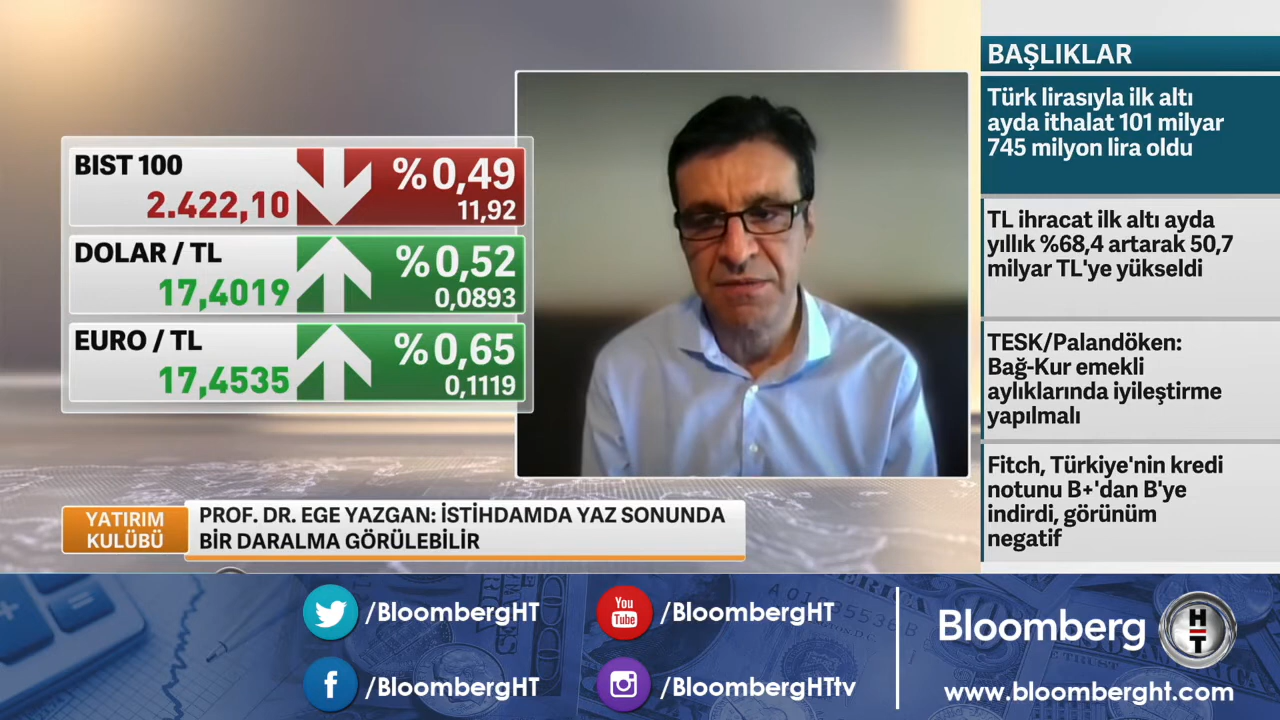 BIST 100
2.422,10
%0,49
11,92
DOLAR / TL
17,4019
%0,52
0,0893
EURO / TL
17,4535
%0,65
0,1119
YATIRIM
KULÜBÜ
PROF. DR. EGE YAZGAN: İSTİHDAMDA YAZ SONUNDA
BİR DARALMA GÖRÜLEBİLİR
BAŞLIKLAR
Türk lirasıyla ilk altı
ayda ithalat 101 milyar
745 milyon lira oldu
TL ihracat ilk altı ayda
yıllık %68,4 artarak 50,7
milyar TL'ye yükseldi
TESK/Palandöken:
Bağ-Kur emekli
aylıklarında iyileştirme
yapılmalı
Fitch, Türkiye'nin kredi
notunu B+'dan B'ye
indirdi, görünüm
negatif
/BloombergHT
You
Tube
/BloombergHT
f
/BloombergHT
/BloombergHTtv
Bloomberg
HT
www.bloomberght.com